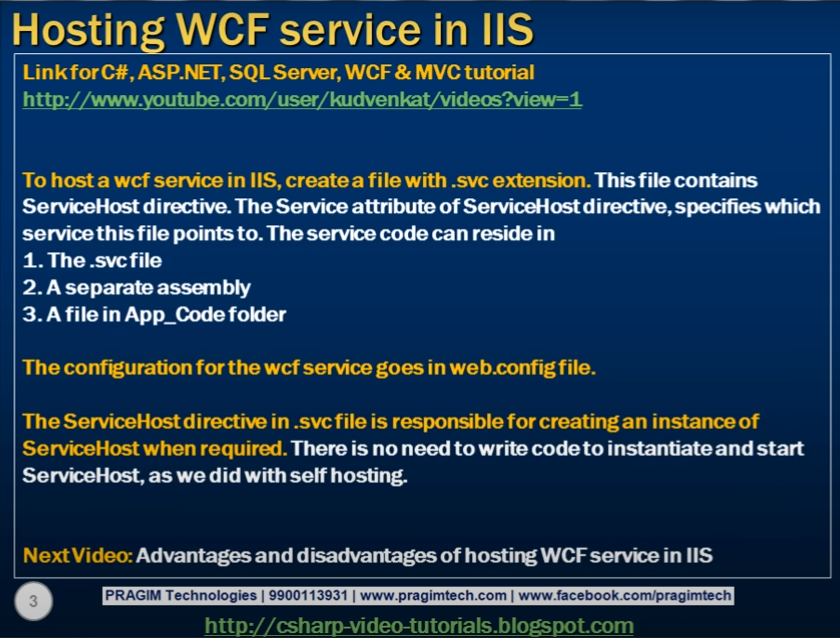 Hosting WCF service in IIS
Link for C#, ASP.NET, SQL Server, WCF & MVC tutorial
http://www.youtube.com/user/kudvenkat/videos?view=1
To host a wcf service in IIS, create a file with .svc extension. This file contains
ServiceHost directive. The Service attribute of ServiceHost directive, specifies which
service this file points to. The service code can reside in
1. The .svc file
2. A separate assembly
3. A file in App_Code folder
The configuration for the wcf service goes in web.config file.
The ServiceHost directive in .svc file is responsible for creating an instance of
ServiceHost when required. There is no need to write code to instantiate and start
ServiceHost, as we did with self hosting.
Next Video: Advantages and disadvantages of hosting WCF service in IIS
3
PRAGIM Technologies | 9900113931 | www.pragimtech.com | www.facebook.com/pragimtech
http://csharp-video-tutorials.blogspot.com